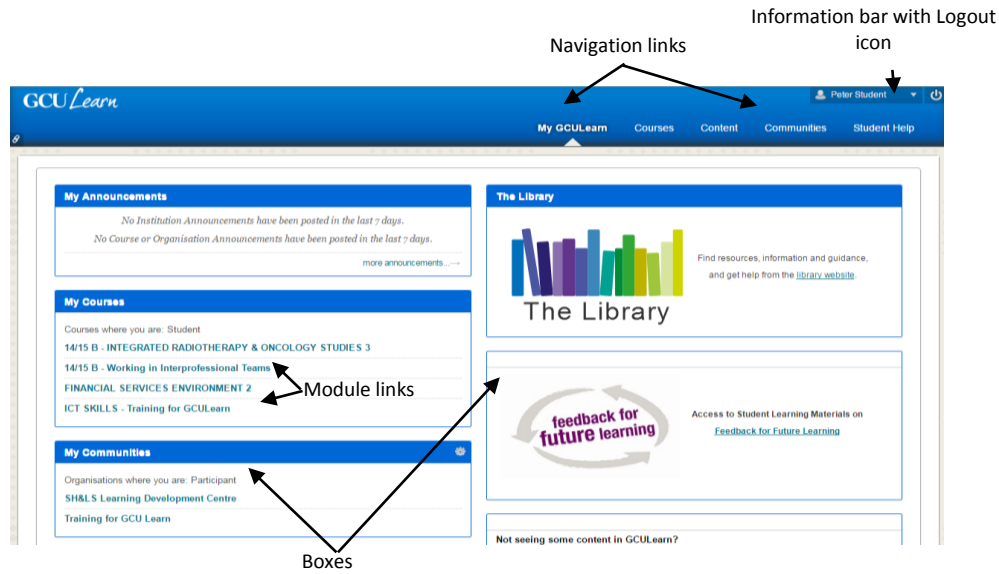 Information bar with Logout
icon
Navigation links
GCU Learn
Peter Student
My GCULearn Courses Content Communities Student Help
My Announcements
No Institution Announcements have been posted in the last 7 days.
No Course or Organisation Announcements have been posted in the last 7 days.
more announcements...→
My Courses
Courses where you are: Student
14/15 B - INTEGRATED RADIOTHERAPY & ONCOLOGY STUDIES 3
14/15 B - Working in Interprofessional Teams
FINANCIAL SERVICES ENVIRONMENT 2
ICT SKILLS - Training for GCULearn
Module links
My Communities
Organisations where you are: Participant
SH&LS Learning Development Centre
Training for GCU Learn
Boxes
The Library
The Library
Find resources, information and guidance,
and get help from the library website.
feedback for
future learning
Access to Student Learning Materials on
Feedback for Future Learning
Not seeing some content in GCULearn?